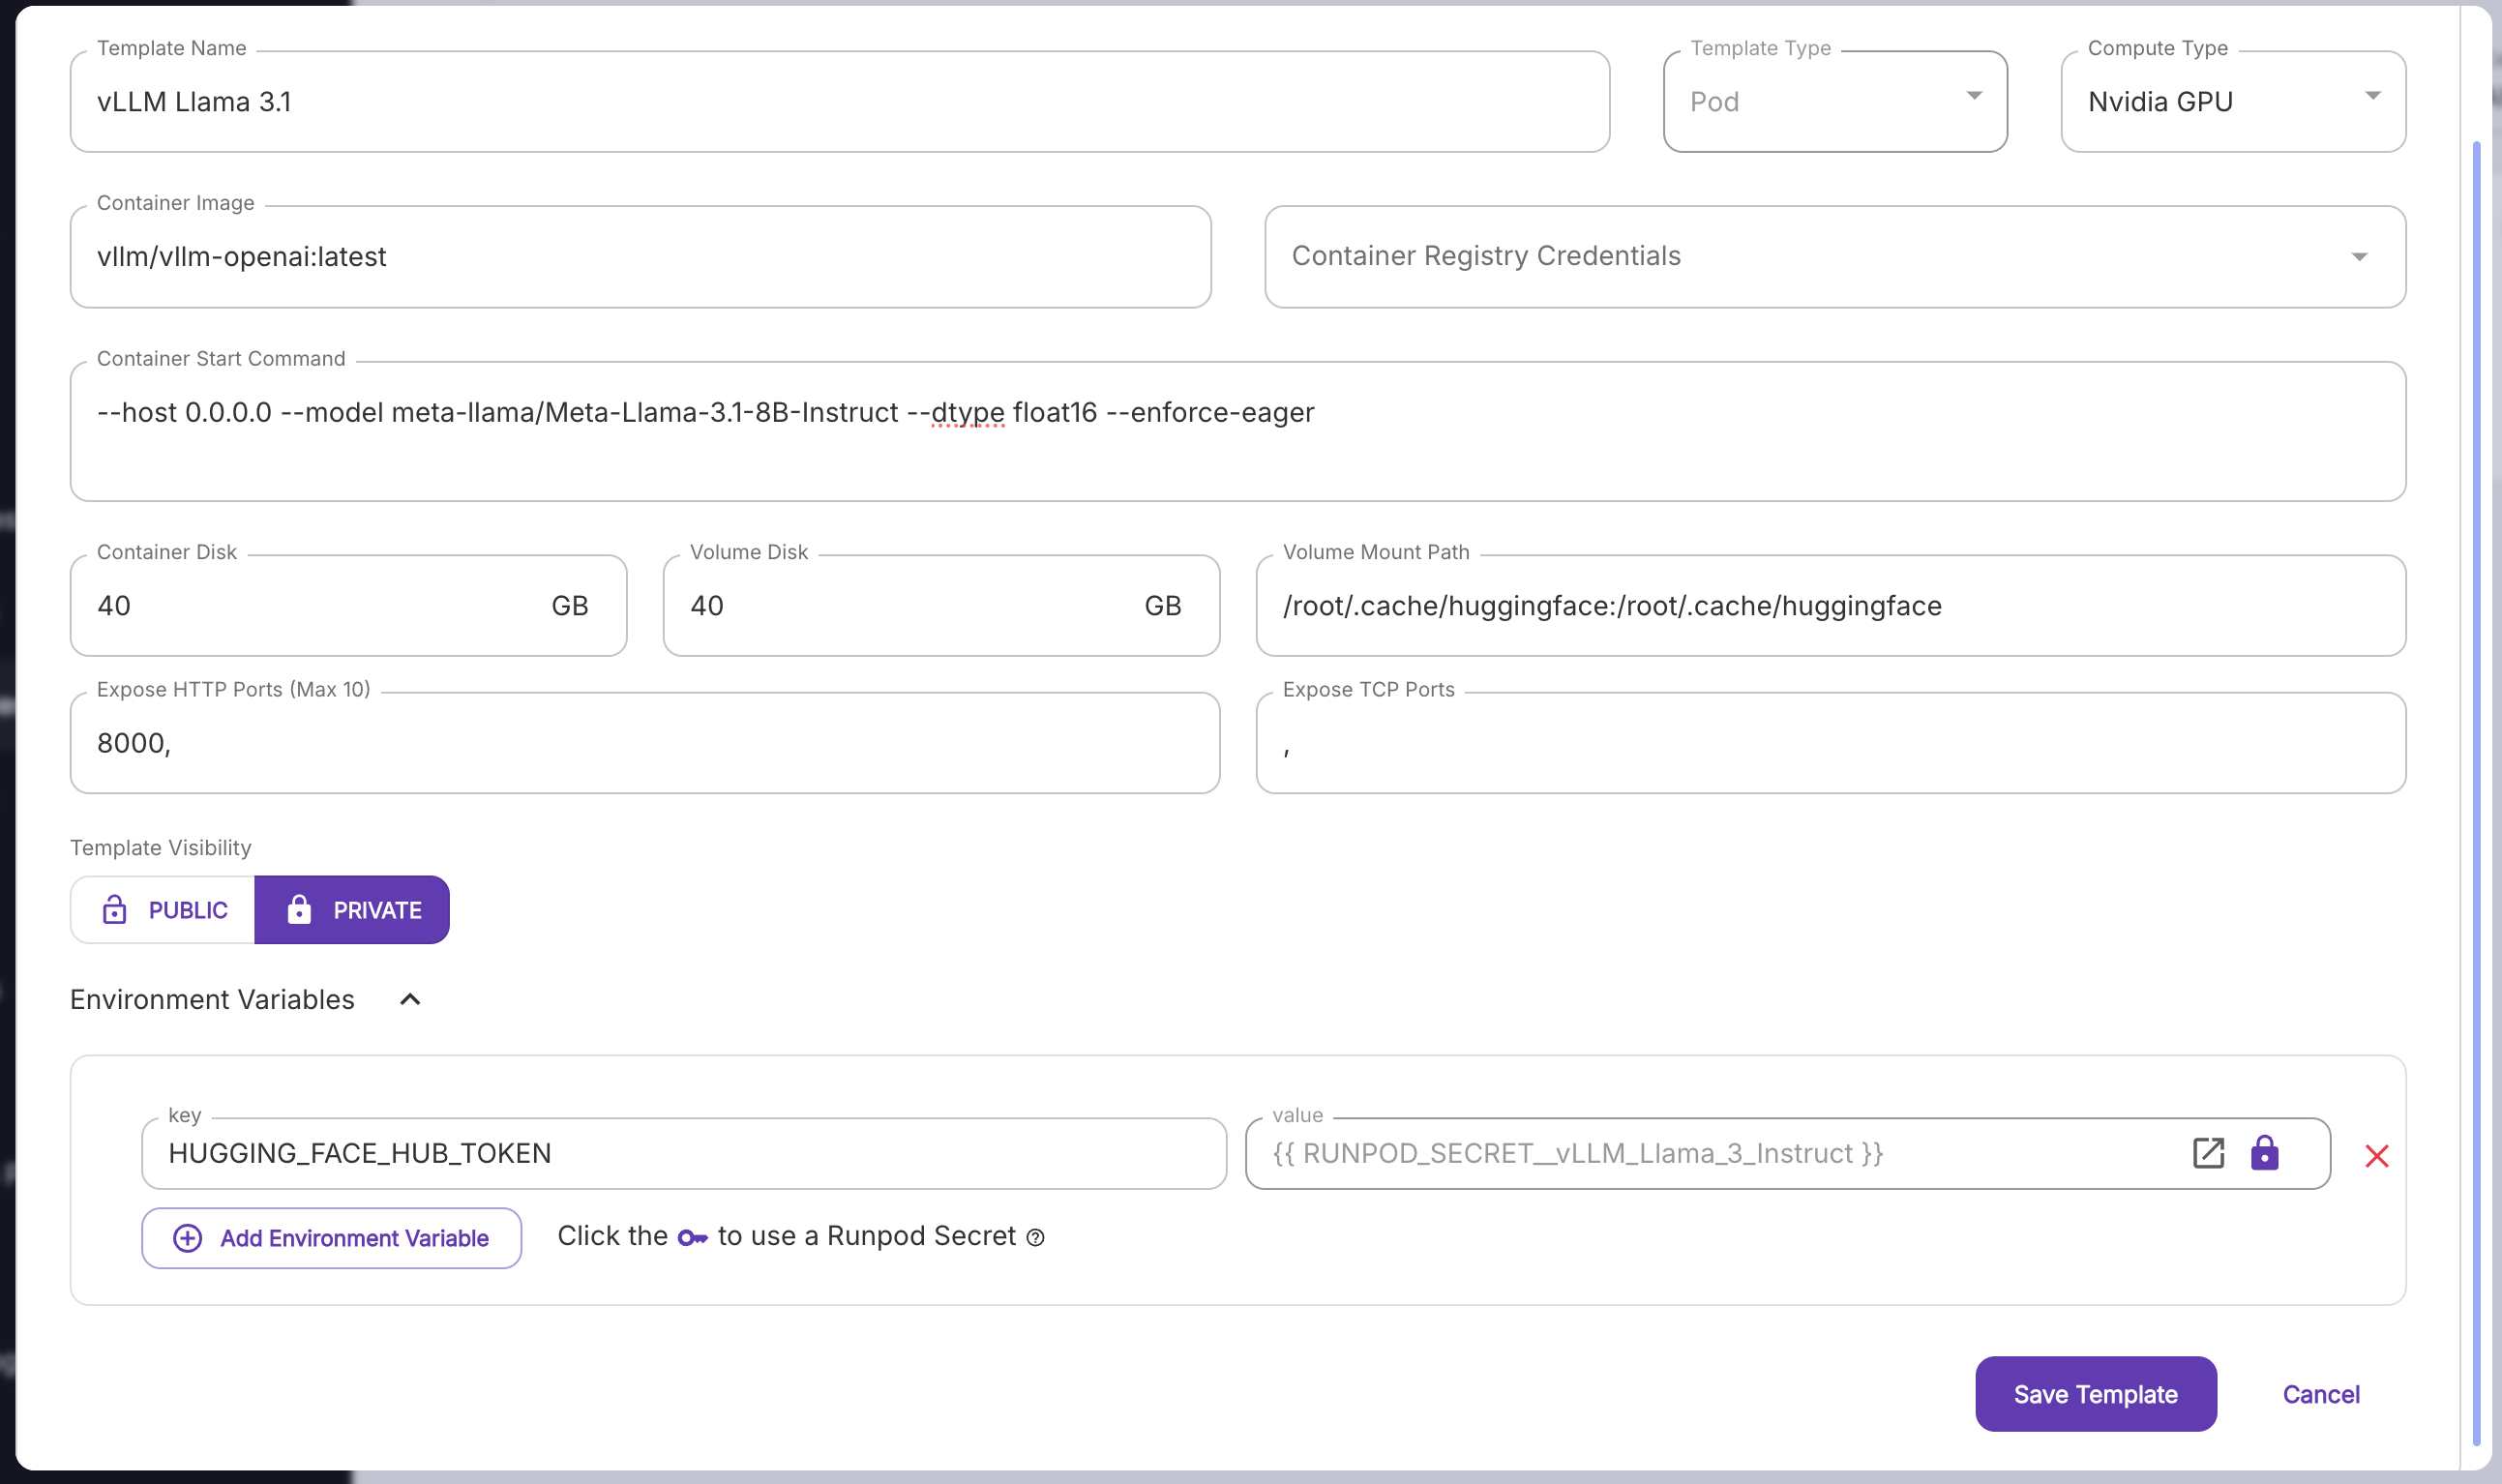 Template Name
vLLM Llama 3.1
Template Type
Pod
Compute Type
Nvidia GPU
Container Image
vllm/vllm-openai:latest
Container Registry Credentials
Container Start Command
--host 0.0.0.0 --model meta-llama/Meta-Llama-3.1-8B-Instruct --dtype float16 --enforce-eager
Container Disk
40 GB
Volume Disk
40 GB
Volume Mount Path
/root/.cache/huggingface:/root/.cache/huggingface
Expose HTTP Ports (Max 10)
8000,
Expose TCP Ports
,
Template Visibility
PUBLIC
PRIVATE
Environment Variables
key
HUGGING_FACE_HUB_TOKEN
value
{{ RUNPOD_SECRET__vLLM_Llama_3_Instruct }}
Add Environment Variable
Click the to use a Runpod Secret
Save Template
Cancel